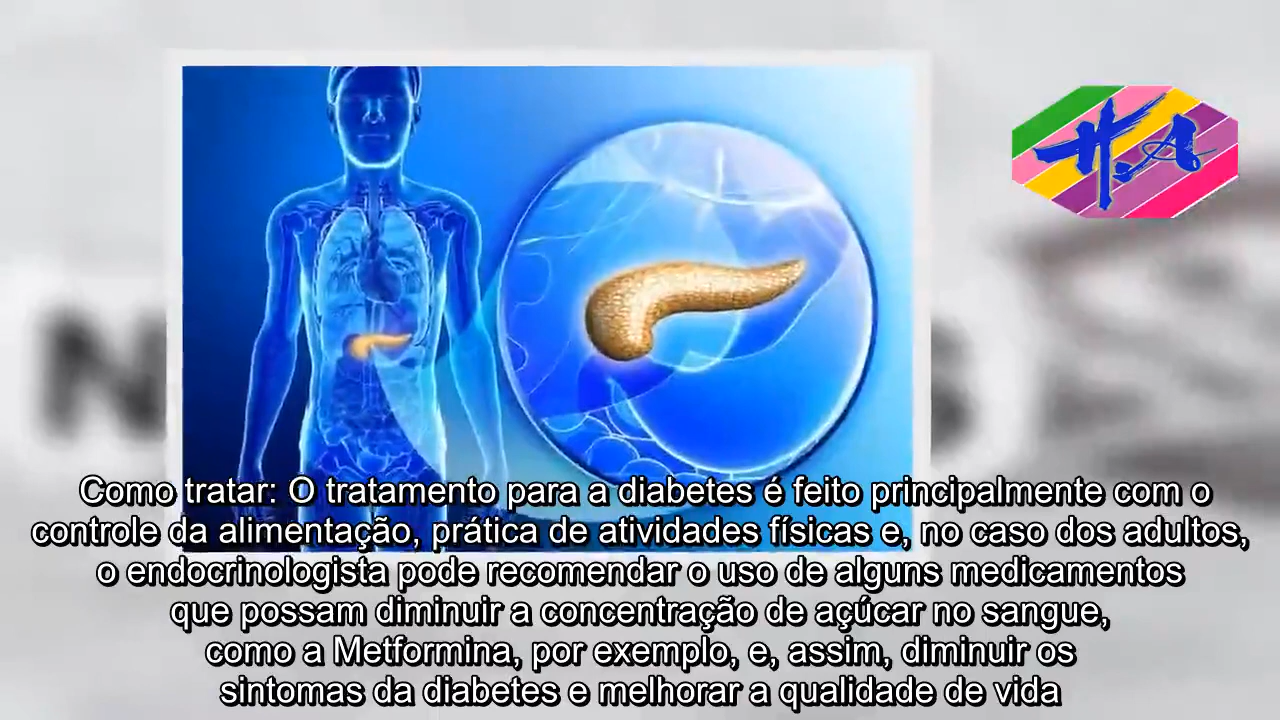 H.A
Como tratar: O tratamento para a diabetes é feito principalmente com o
controle da alimentação, prática de atividades físicas e, no caso dos adultos,
o endocrinologista pode recomendar o uso de alguns medicamentos
que possam diminuir a concentração de açúcar no sangue,
como a Metformina, por exemplo, e, assim, diminuir os
sintomas da diabetes e melhorar a qualidade de vida